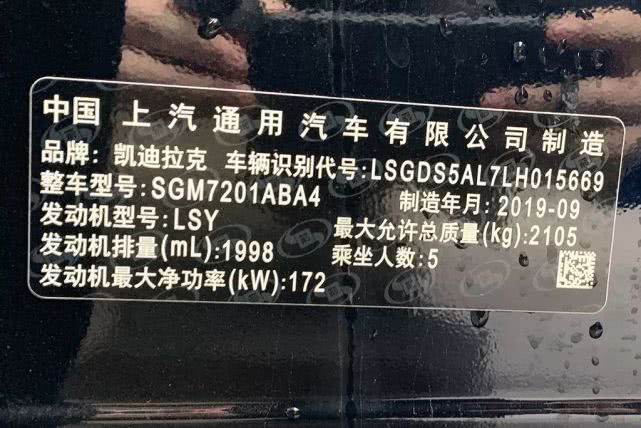 中国 上汽通用汽车有限公司制造
品牌: 凯迪拉克 车辆识别代号:LSGDS5AL7LH015669
整车型号:SGM7201ABA4 制造年月: 2019-09
发动机型号:LSY 最大允许总质量(kg):2105
发动机排量(mL):1998 乘坐人数:5
发动机最大净功率(kW):172